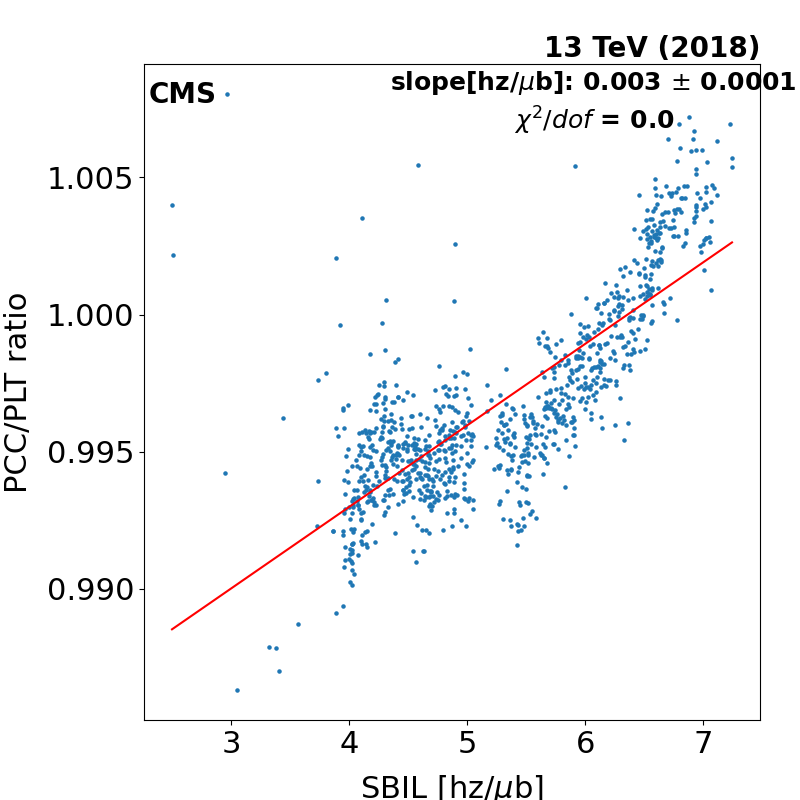 13 TeV (2018)
CMS
slope[hz/μb]: 0.003 ± 0.0001
χ²/dof = 0.0
1.005
1.000
0.995
0.990
PCC/PLT ratio
3 4 5 6 7
SBIL [hz/μb]